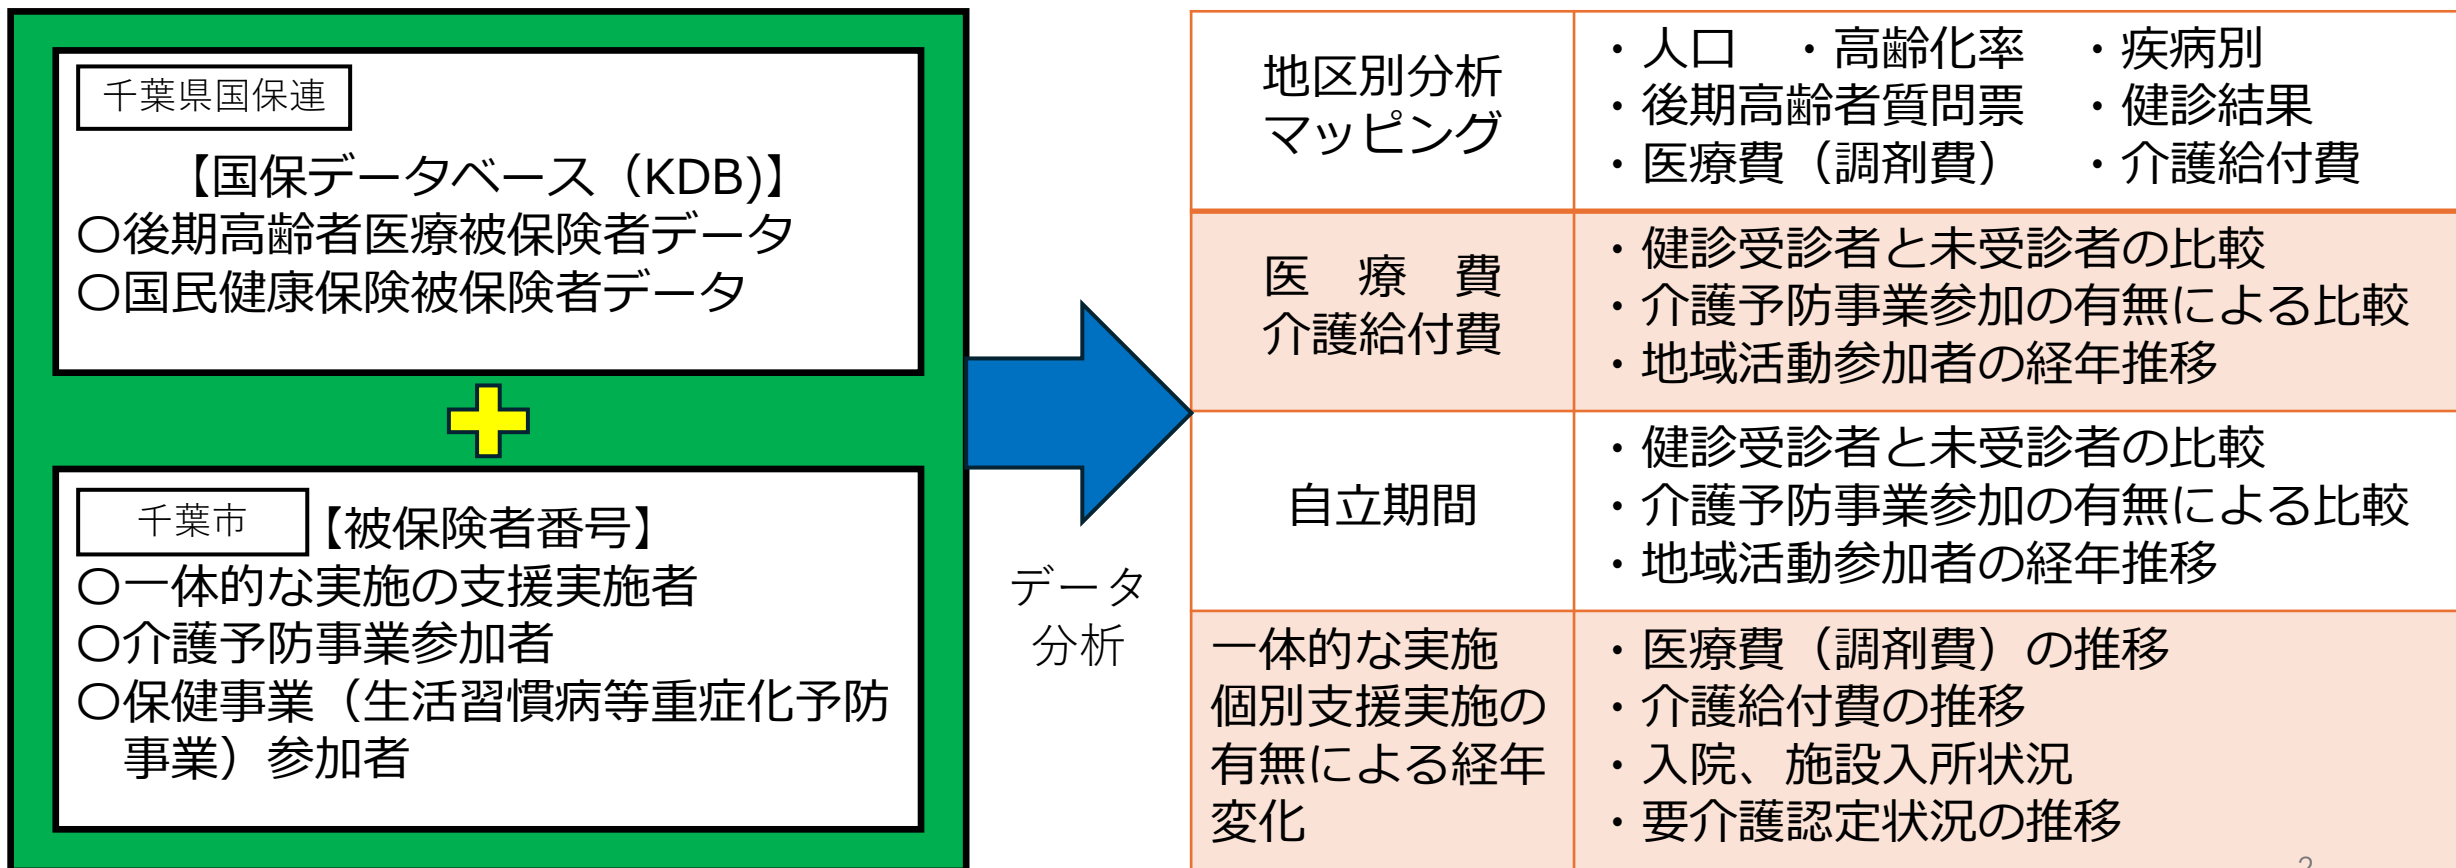 千葉県国保連
【国保データベース（KDB)】
〇後期高齢者医療被保険者データ
〇国民健康保険被保険者データ
千葉市
【被保険者番号】
〇一体的な実施の支援実施者
〇介護予防事業参加者
〇保健事業（生活習慣病等重症化予防
事業）参加者
データ
分析
地区別分析
マッピング
・人口　・高齢化率　・疾病別
・後期高齢者質問票　・健診結果
・医療費（調剤費）　・介護給付費
医　療　費
介護給付費
・健診受診者と未受診者の比較
・介護予防事業参加の有無による比較
・地域活動参加者の経年推移
自立期間
・健診受診者と未受診者の比較
・介護予防事業参加の有無による比較
・地域活動参加者の経年推移
一体的な実施
個別支援実施の
有無による経年
変化
・医療費（調剤費）の推移
・介護給付費の推移
・入院、施設入所状況
・要介護認定状況の推移
2